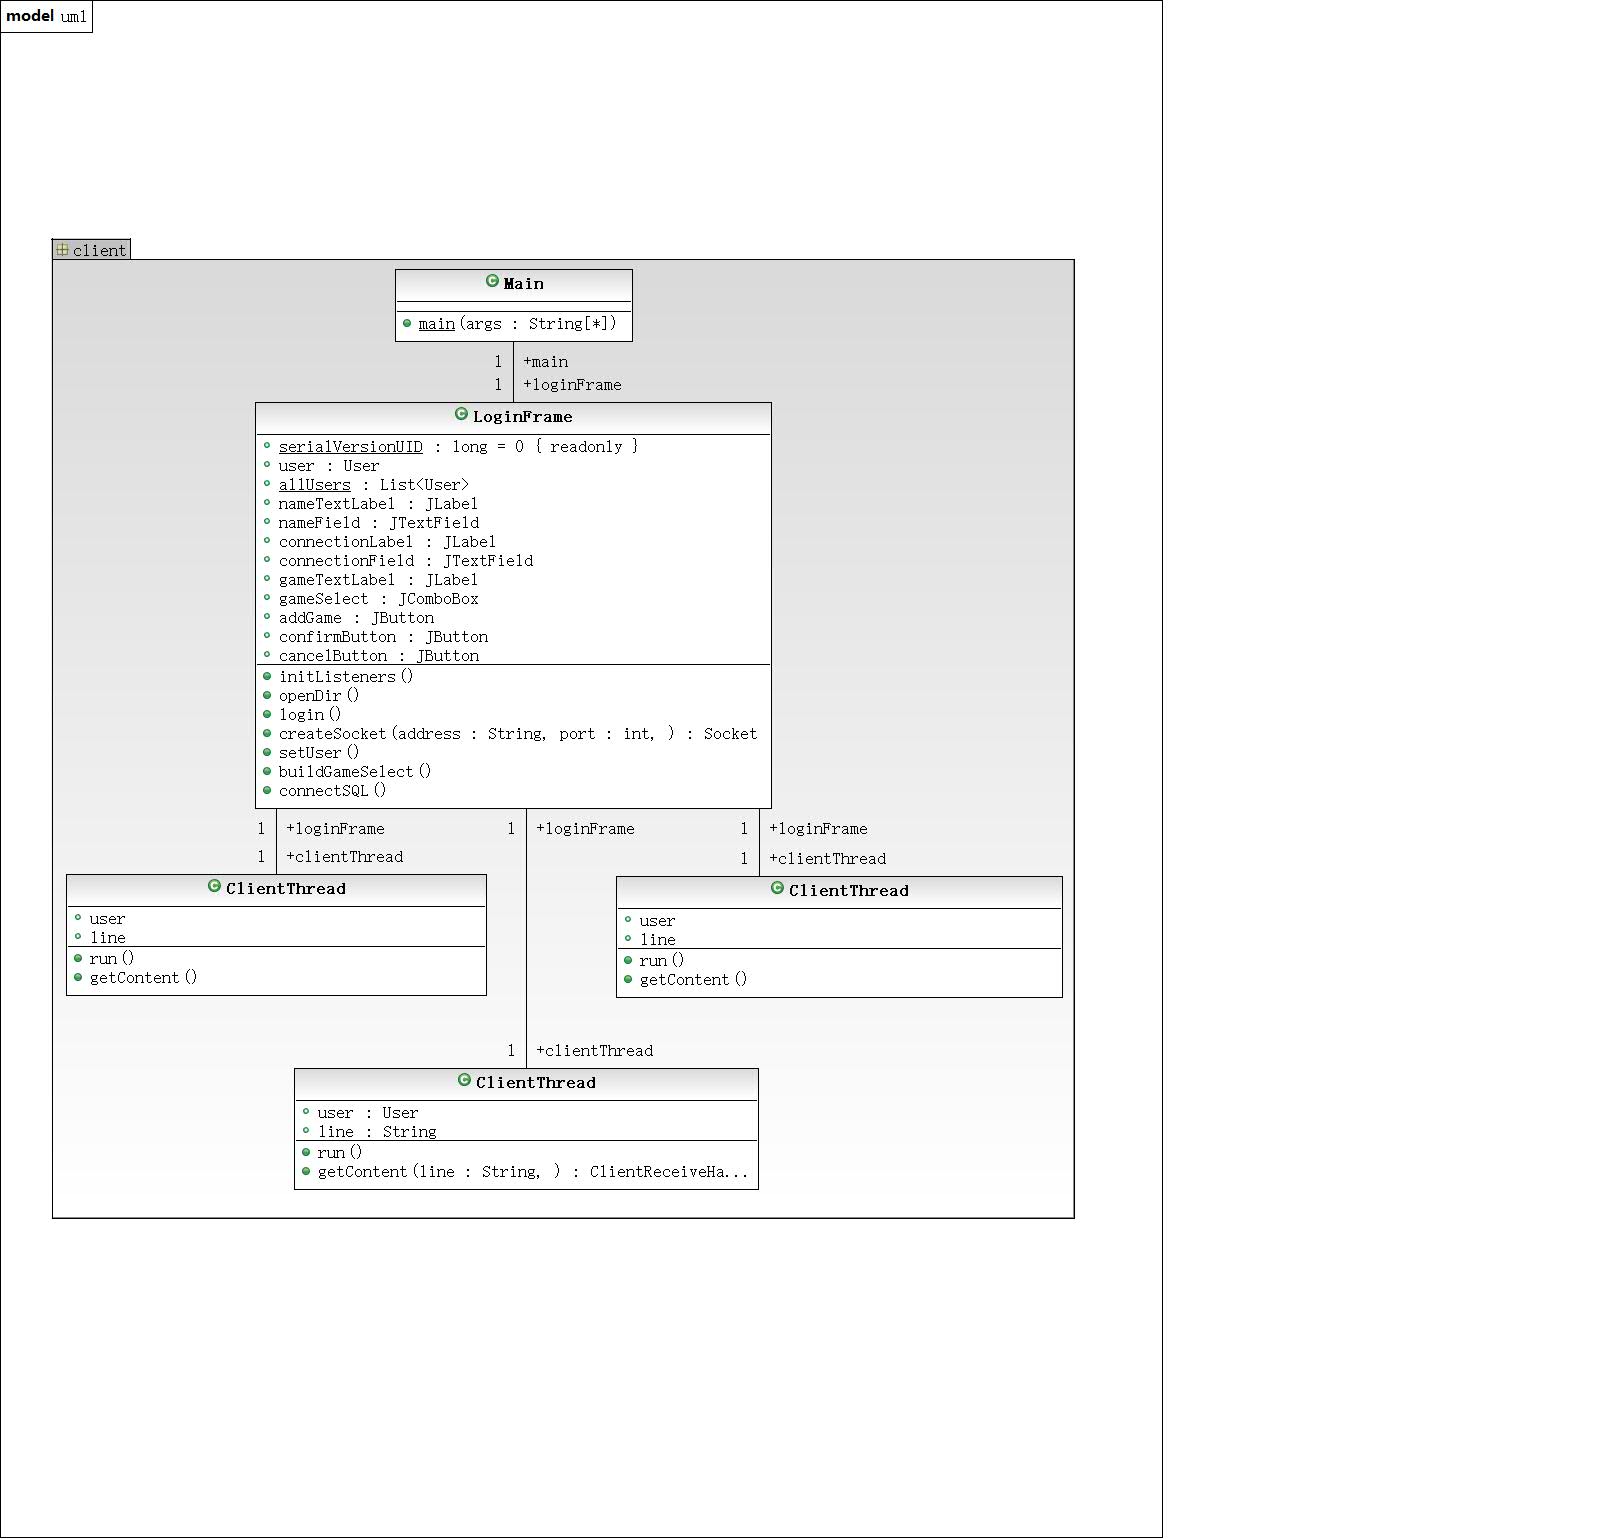 model um1
client
Main
main(args : String[*])
1 +main
1 +loginFrame
LoginFrame
serialVersionUID : long = 0 { readonly }
user : User
allUsers : List<User>
nameTextLabel : JLabel
nameField : JTextField
connectionLabel : JLabel
connectionField : JTextField
gameTextLabel : JLabel
gameSelect : JComboBox
addGame : JButton
confirmButton : JButton
cancelButton : JButton
initListeners()
openDir()
login()
createSocket(address : String, port : int, ) : Socket
setUser()
buildGameSelect()
connectSQL()
1 +loginFrame
1 +clientThread
ClientThread
user
line
run()
getContent()
1 +loginFrame
1 +clientThread
ClientThread
user : User
line : String
run()
getContent(line : String, ) : ClientReceiveHa...
1 +loginFrame
1 +clientThread
ClientThread
user
line
run()
getContent()